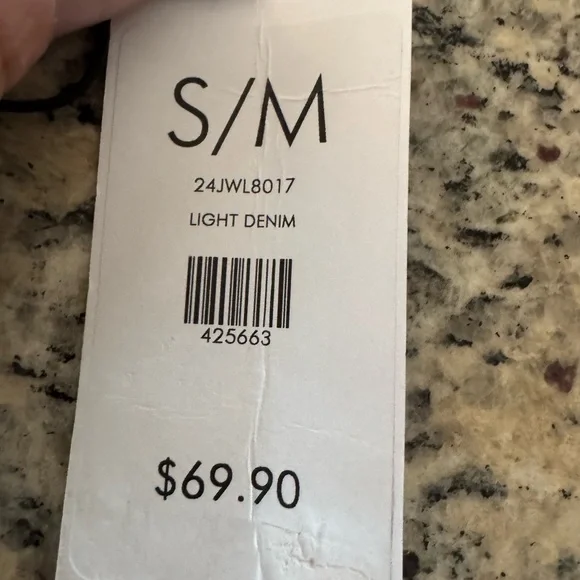 S/M
24JWL8017
LIGHT DENIM
425663
$69.90